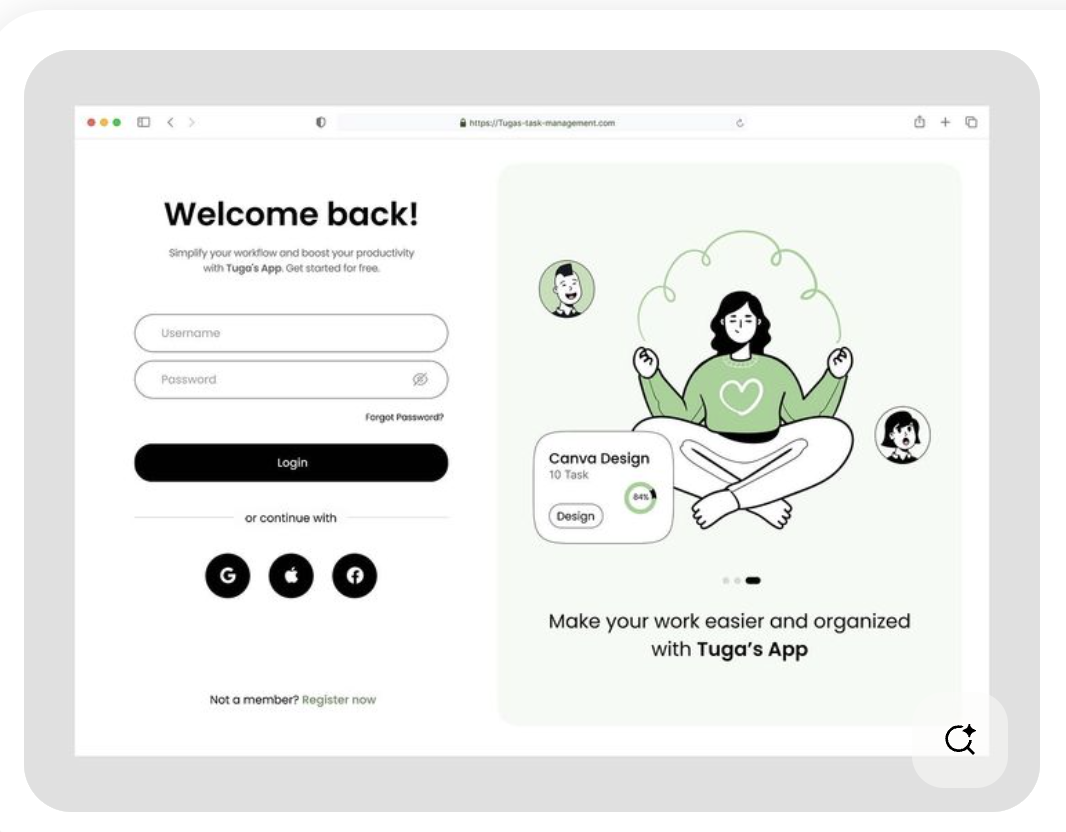 https://Tugas-task-management.com
Welcome back!
Simplify your workflow and boost your productivity
with Tuga's App. Get started for free.
Username
Password
Forgot Password?
Login
or continue with
G
Not a member? Register now
Canva Design
10 Task
84%
Design
Make your work easier and organized
with Tuga's App